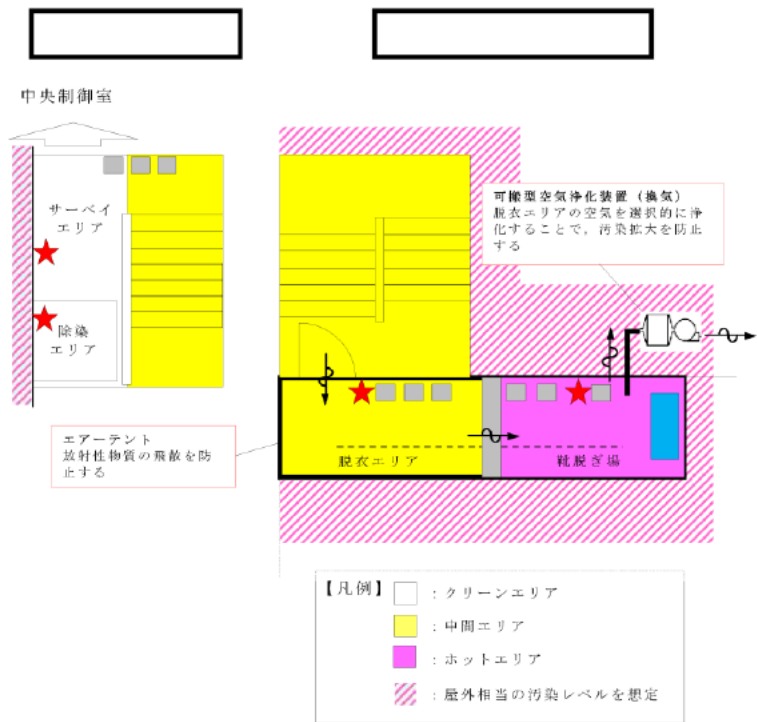 中央制御室
サーベイ
エリア
除染
エリア
可搬型空気浄化装置（換気）
脱衣エリアの空気を選択的に浄
化することで，汚染拡大を防止
する
エアーテント
放射性物質の飛散を防
止する
脱衣エリア
靴脱ぎ場
【凡例】
：クリーンエリア
：中間エリア
：ホットエリア
：屋外相当の汚染レベルを想定